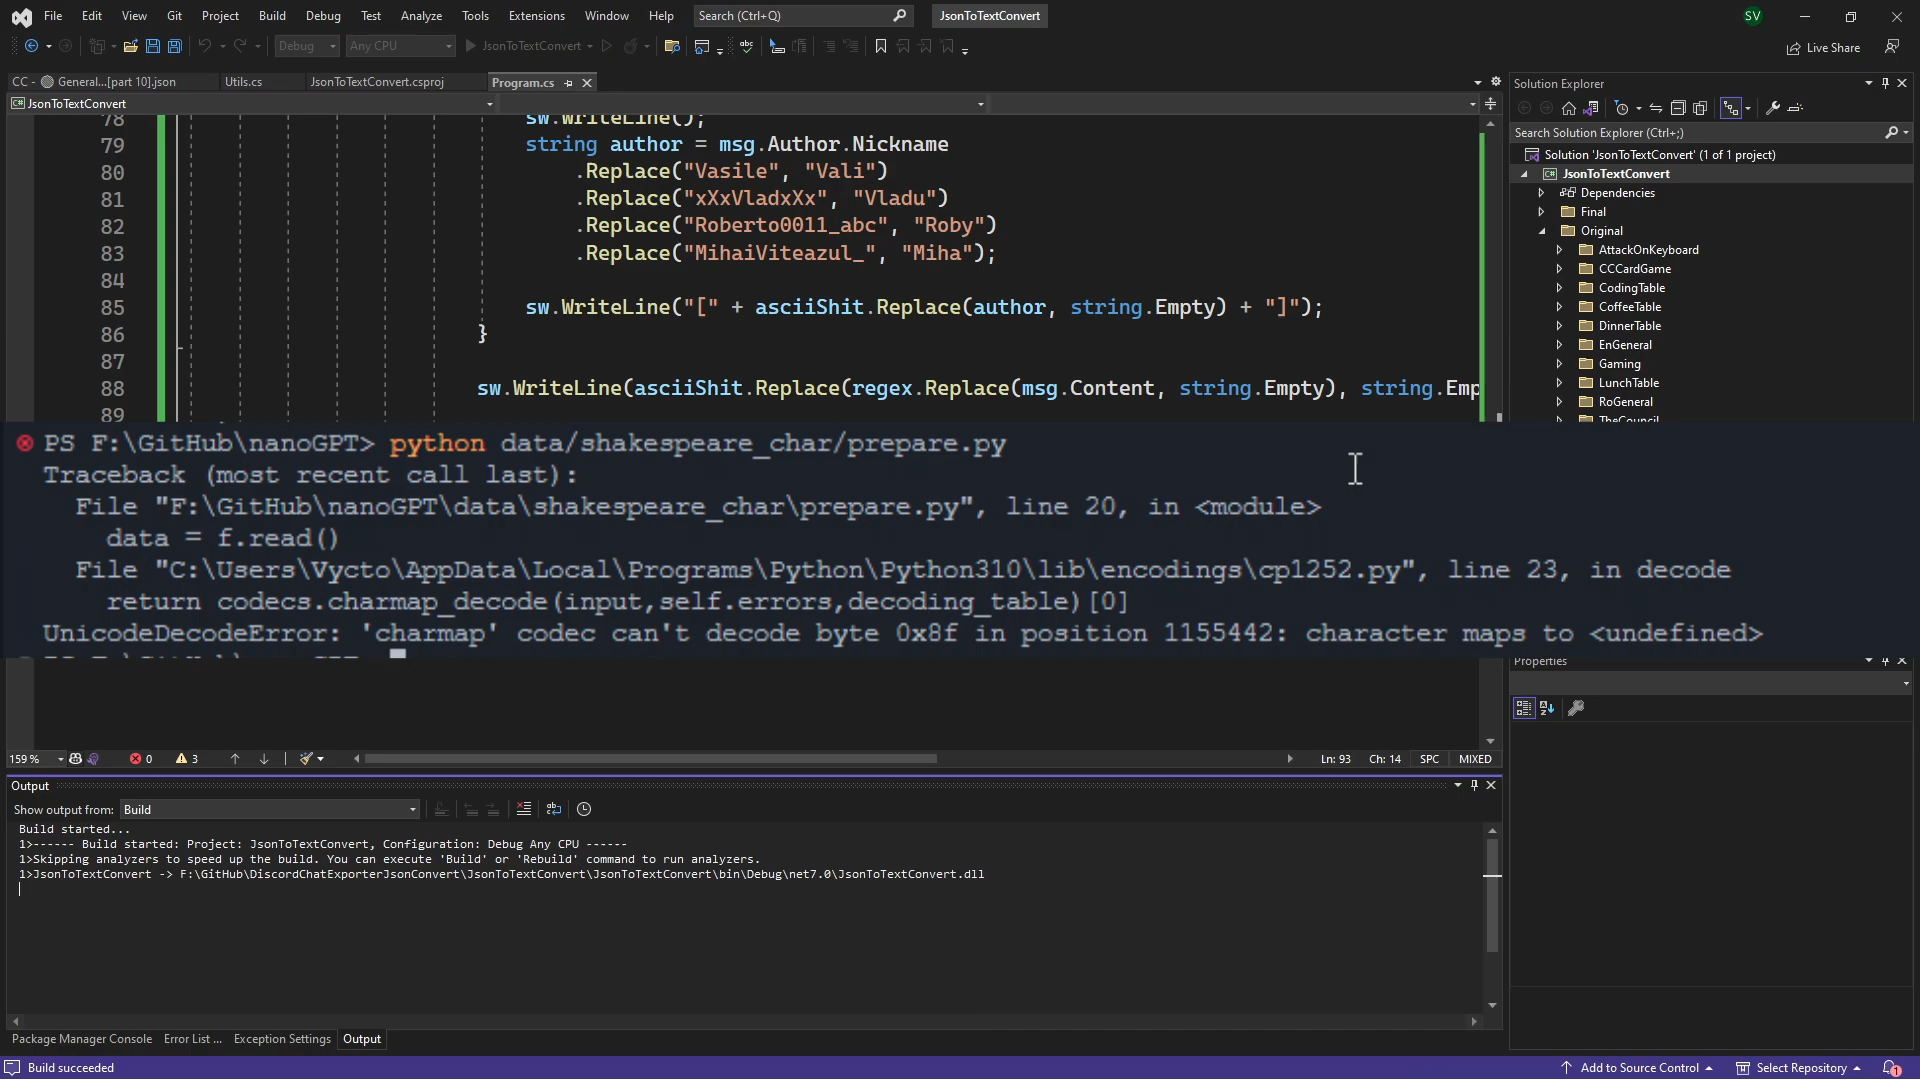 File Edit View Git Project Build Debug Test Analyze Tools Extensions Window Help Search (Ctrl+Q) JsonToTextConvert SV
Debug Any CPU JsonToTextConvert Live Share
CC - General...[part 10].json Utils.cs JsonToTextConvert.csproj Program.cs
JsonToTextConvert
78 sw.WriteLine();
79 string author = msg.Author.Nickname
80 .Replace("Vasile", "Vali")
81 .Replace("xXxVladxXx", "Vladu")
82 .Replace("Roberto0011_abc", "Roby")
83 .Replace("MihaiViteazul_", "Miha");
84
85 sw.WriteLine("[" + asciiShit.Replace(author, string.Empty) + "]");
86 }
87
88 sw.WriteLine(asciiShit.Replace(regex.Replace(msg.Content, string.Empty), string.Emp
89
Solution Explorer
Search Solution Explorer (Ctrl+;)
Solution 'JsonToTextConvert' (1 of 1 project)
JsonToTextConvert
Dependencies
Final
Original
AttackOnKeyboard
CCCardGame
CodingTable
CoffeeTable
DinnerTable
EnGeneral
Gaming
LunchTable
RoGeneral
TheCouncil
PS F:\GitHub\nanoGPT> python data/shakespeare_char/prepare.py
Traceback (most recent call last):
File "F:\GitHub\nanoGPT\data\shakespeare_char\prepare.py", line 20, in <module>
data = f.read()
File "C:\Users\Vycto\AppData\Local\Programs\Python\Python310\lib\encodings\cp1252.py", line 23, in decode
return codecs.charmap_decode(input,self.errors,decoding_table)[0]
UnicodeDecodeError: 'charmap' codec can't decode byte 0x8f in position 1155442: character maps to <undefined>
Properties
159 % 0 3 Ln: 93 Ch: 14 SPC MIXED
Output
Show output from: Build
Build started...
1>------ Build started: Project: JsonToTextConvert, Configuration: Debug Any CPU ------
1>Skipping analyzers to speed up the build. You can execute 'Build' or 'Rebuild' command to run analyzers.
1>JsonToTextConvert -> F:\GitHub\DiscordChatExporterJsonConvert\JsonToTextConvert\JsonToTextConvert\bin\Debug\net7.0\JsonToTextConvert.dll
Package Manager Console Error List ... Exception Settings Output
Build succeeded Add to Source Control Select Repository 1